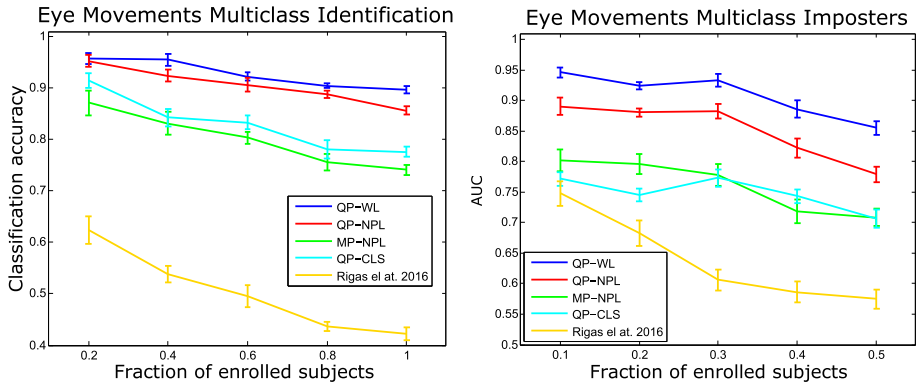 Eye Movements Multiclass Identification
Classification accuracy
1
0.9
0.8
0.7
0.6
0.5
0.4
QP-WL
QP-NPL
MP-NPL
QP-CLS
Rigas el at. 2016
0.2 0.4 0.6 0.8 1
Fraction of enrolled subjects
Eye Movements Multiclass Imposters
AUC
1
0.95
0.9
0.85
0.8
0.75
0.7
0.65
0.6
0.55
0.5
QP-WL
QP-NPL
MP-NPL
QP-CLS
Rigas el at. 2016
0.1 0.2 0.3 0.4 0.5
Fraction of enrolled subjects